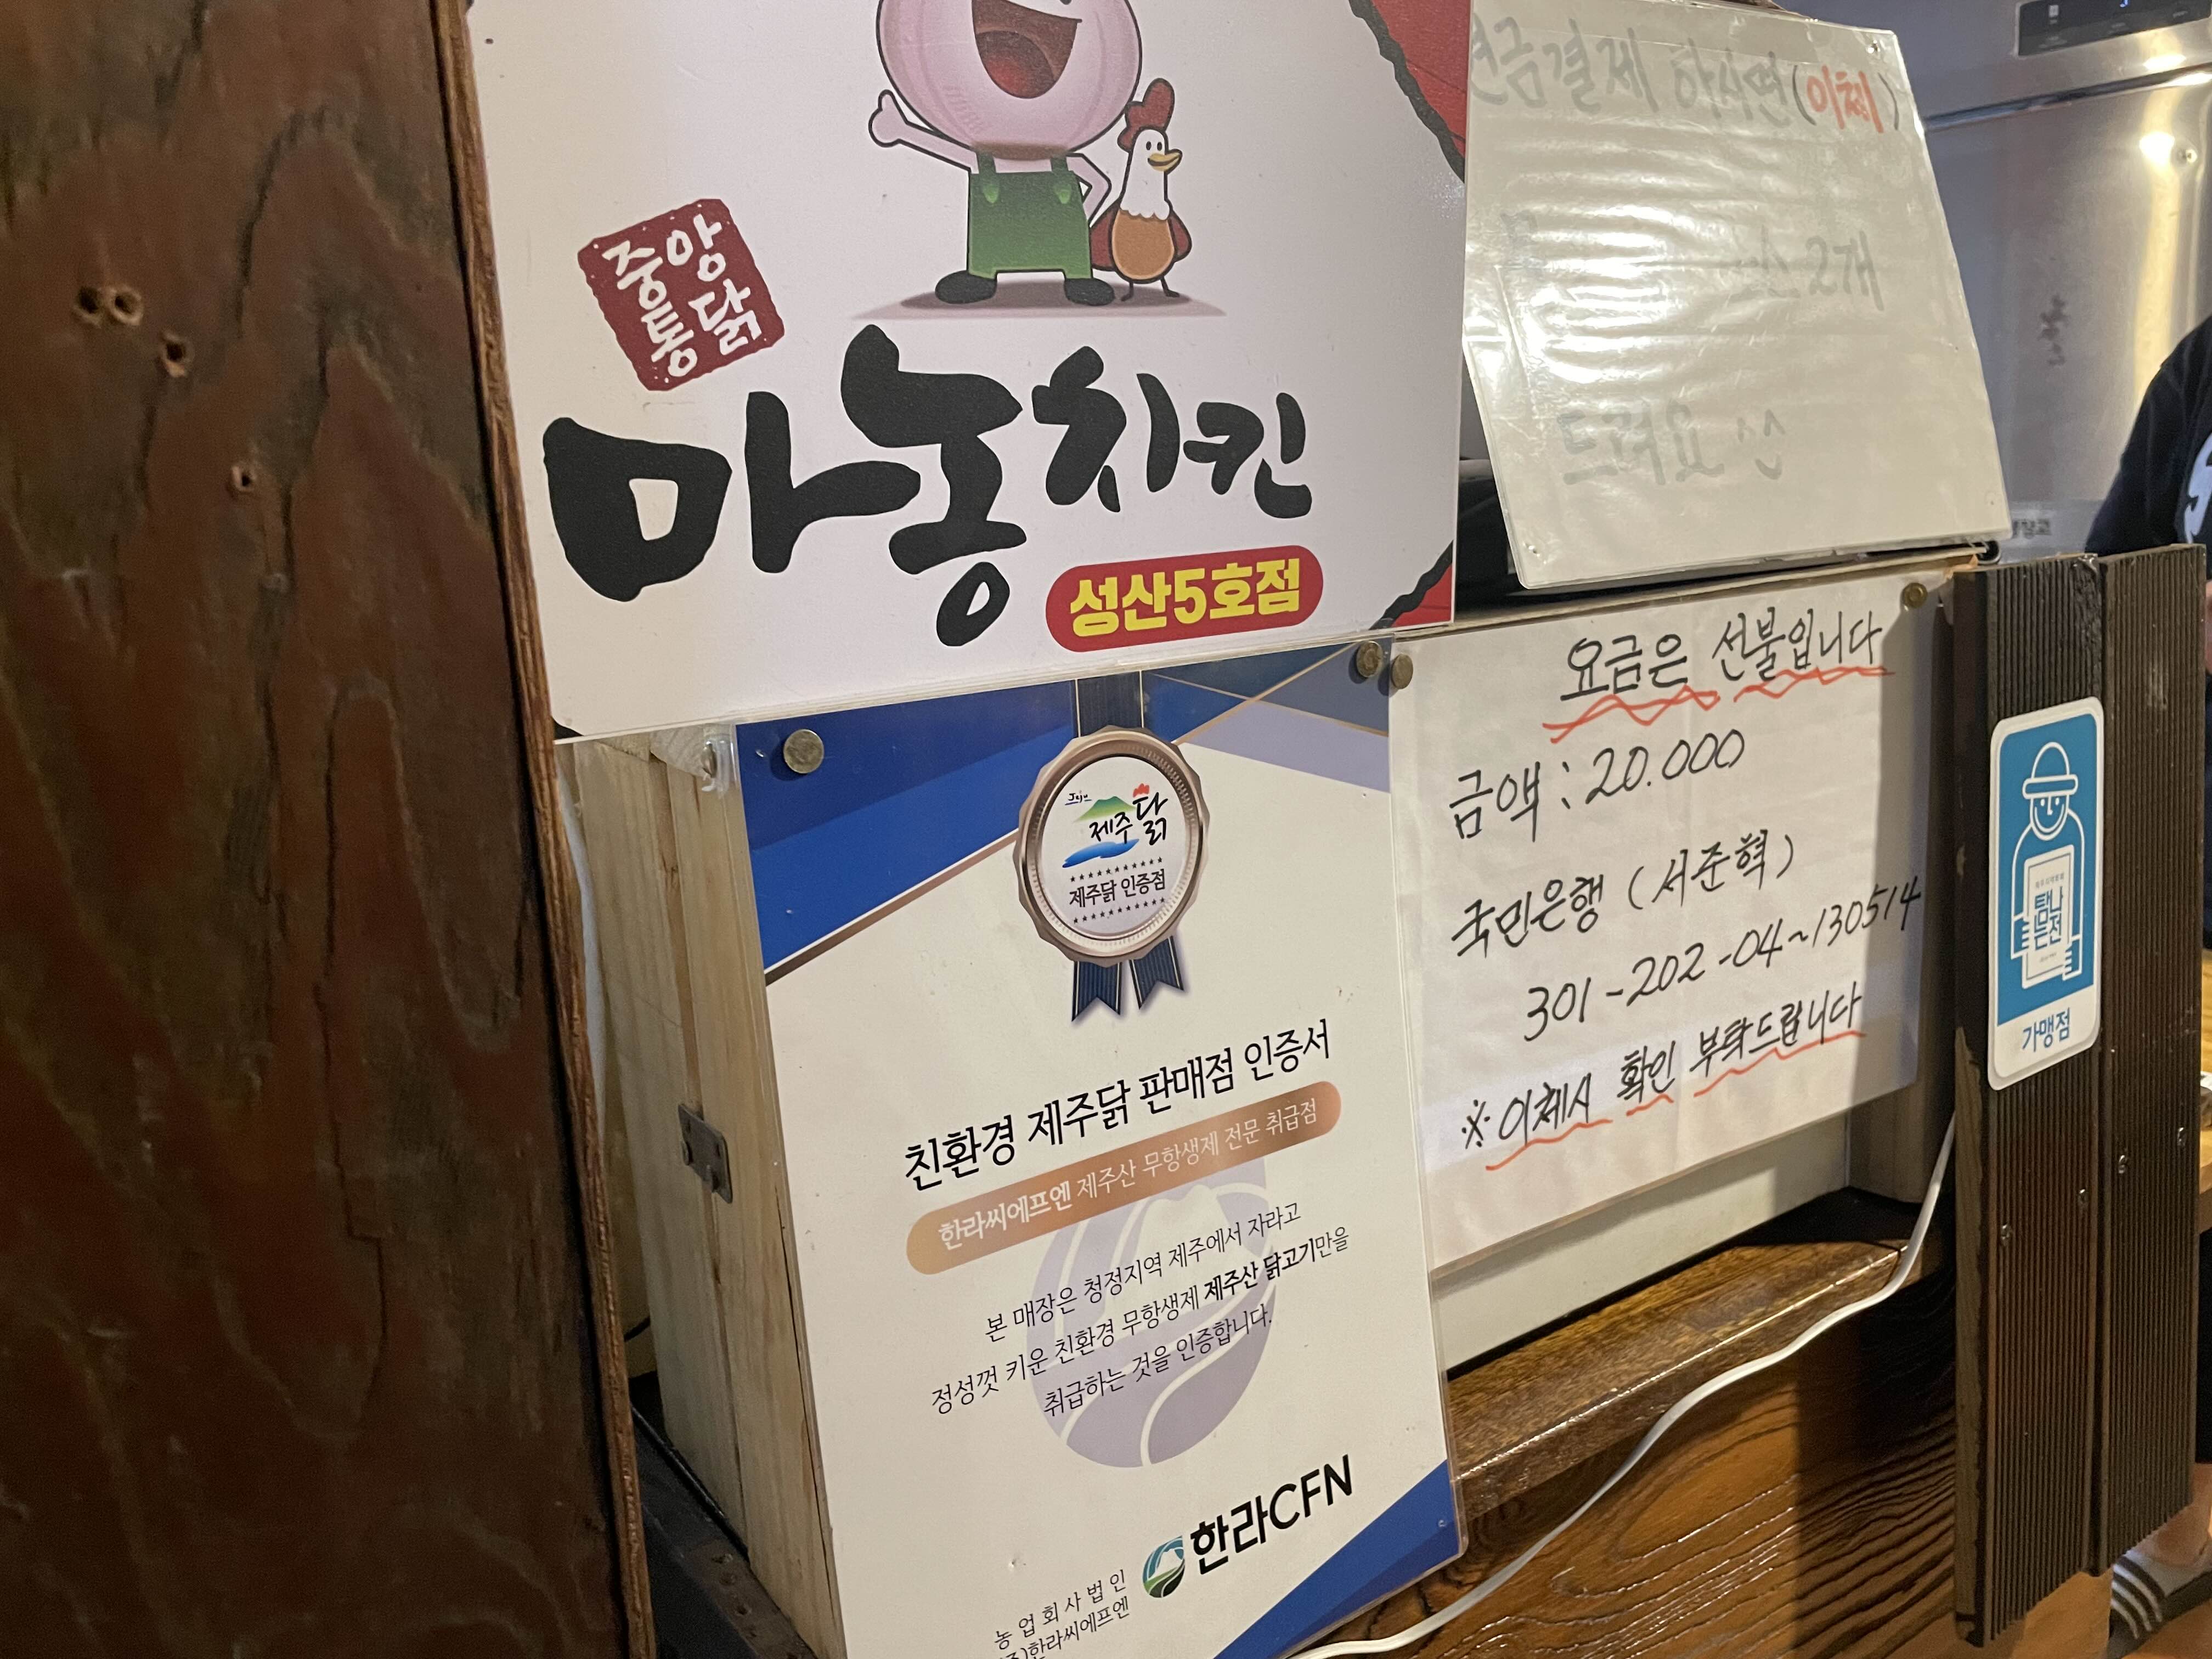 중앙
통닭
마농치킨
성산5호점
현금결제 하시면(이체)
2개
드려요 ^^
요금은 선불입니다
금액 : 20.000
국민은행 (서준혁)
301-202-04~130514
※ 이체시 확인 부탁드립니다
탐나
는전
가맹점
Jeju
제주닭
제주닭 인증점
친환경 제주닭 판매점 인증서
한라씨에프엔 제주산 무항생제 전문 취급점
본 매장은 청정지역 제주에서 자라고
정성껏 키운 친환경 무항생제 제주산 닭고기만을
취급하는 것을 인증합니다.
한라CFN
농업회사법인
(주)한라씨에프엔